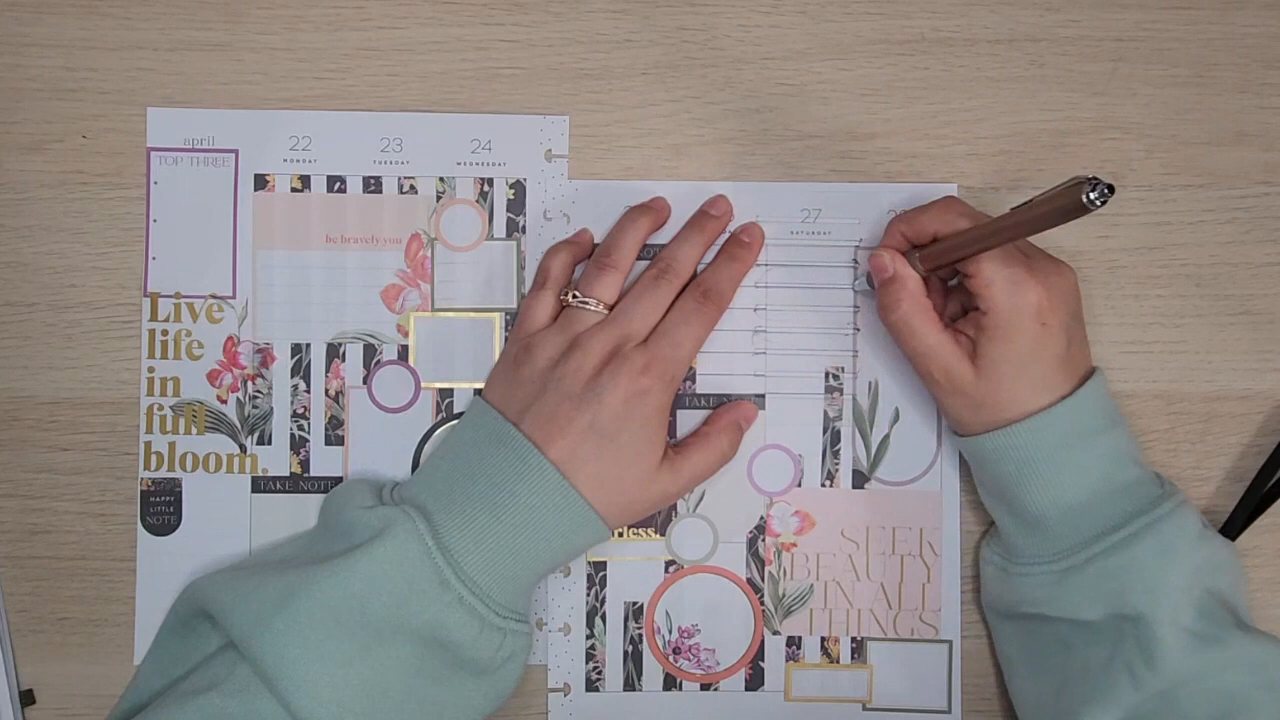 april
TOP THREE
22
MONDAY
23
TUESDAY
24
WEDNESDAY
be bravely you
Live
life
in
full
bloom.
HAPPY
LITTLE
NOTE
TAKE NOTE
27
SATURDAY
TAKE NOTE
rless.
SEEK
BEAUTY
IN ALL
THINGS